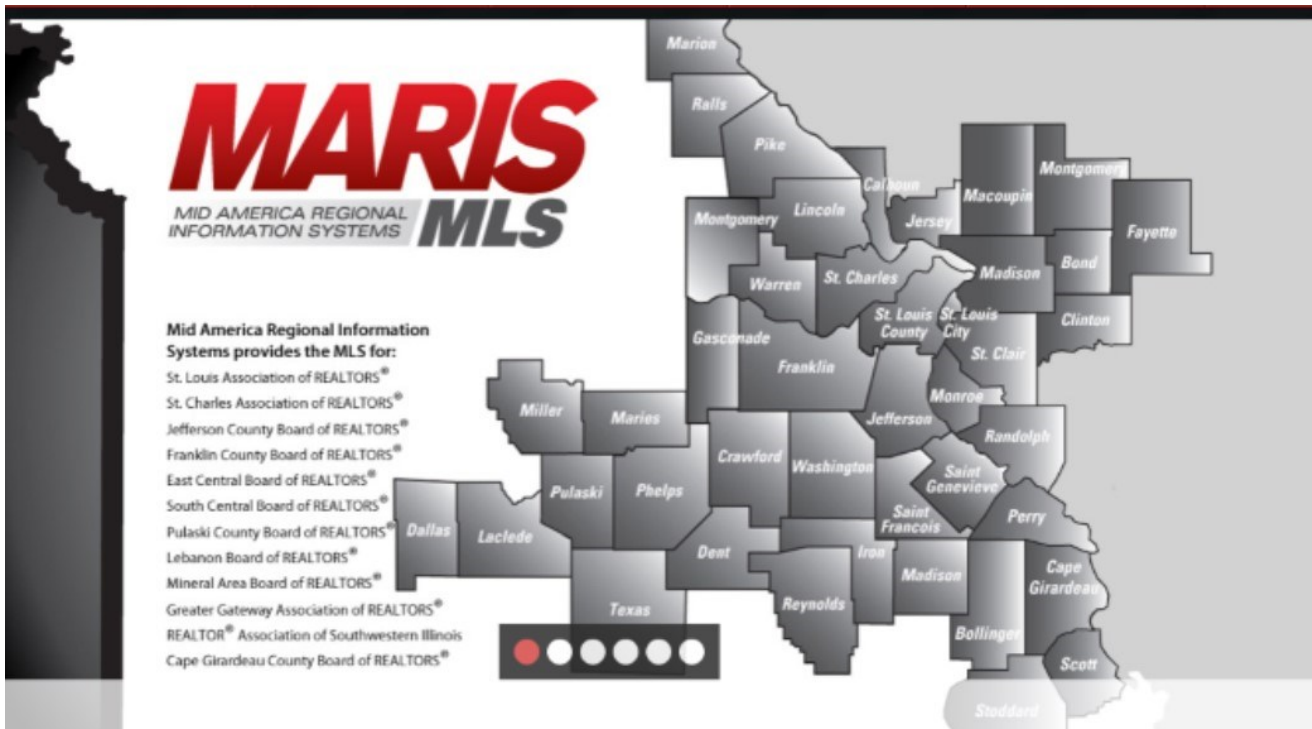 MARIS
MID AMERICA REGIONAL
INFORMATION SYSTEMS
MLS
Mid America Regional Information
Systems provides the MLS for:
St. Louis Association of REALTORS®
St. Charles Association of REALTORS®
Jefferson County Board of REALTORS®
Franklin County Board of REALTORS®
East Central Board of REALTORS®
South Central Board of REALTORS®
Pulaski County Board of REALTORS®
Lebanon Board of REALTORS®
Mineral Area Board of REALTORS®
Greater Gateway Association of REALTORS®
REALTOR® Association of Southwestern Illinois
Cape Girardeau County Board of REALTORS®
Marion
Ralls
Pike
Calhoun
Montgomery
Lincoln
Jersey
Macoupin
Montgomery
Fayette
Warren
St. Charles
Madison
Bond
St. Louis
County
St. Louis
City
Clinton
Gasconade
Franklin
St. Clair
Monroe
Miller
Maries
Jefferson
Randolph
Crawford
Washington
Saint
Genevieve
Pulaski
Phelps
Saint
Francois
Perry
Dallas
Laclede
Dent
Iron
Madison
Cape
Girardeau
Texas
Reynolds
Bollinger
Scott
Stoddard